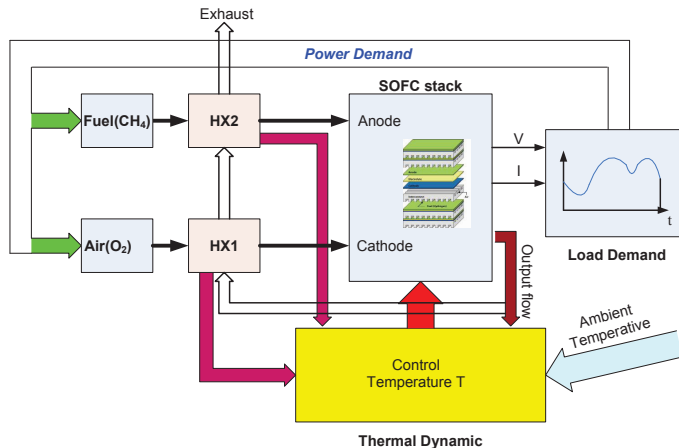 Exhaust
Power Demand
SOFC stack
Fuel(CH₄)
HX2
Anode
V
I
t
Air(O₂)
HX1
Cathode
Load Demand
Output flow
Ambient
Temperative
Control
Temperature T
Thermal Dynamic